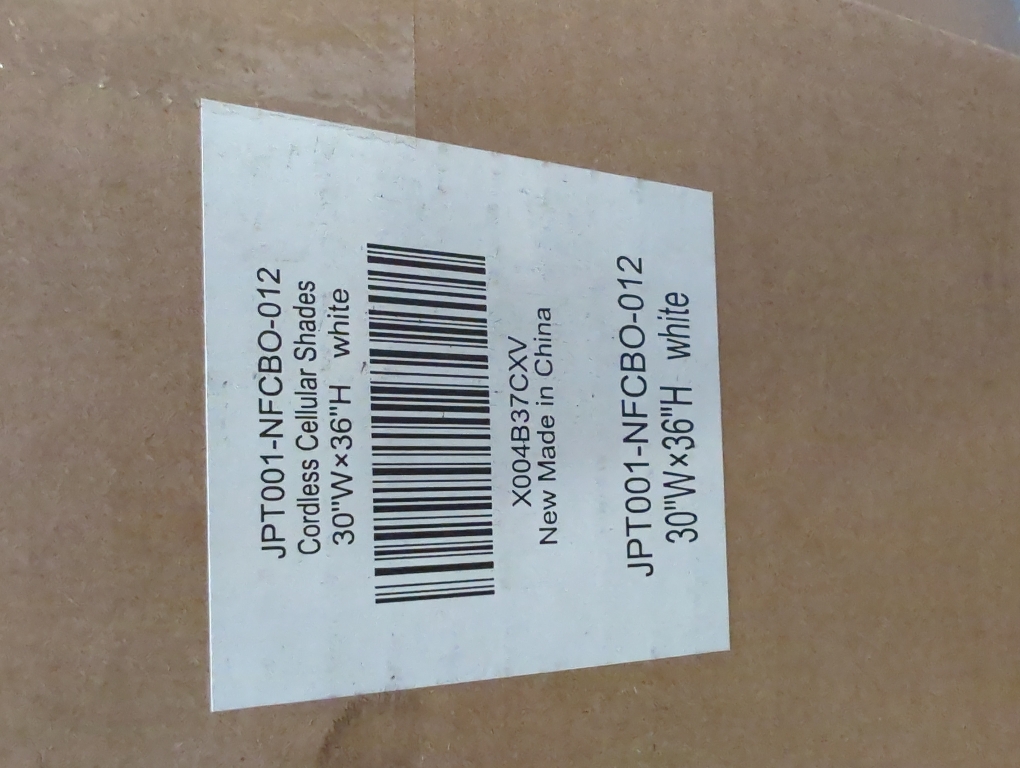 JPT001-NFCBO-012
Cordless Cellular Shades
30"W×36"H white
X004B37CXV
New Made in China
JPT001-NFCBO-012
30"W×36"H white